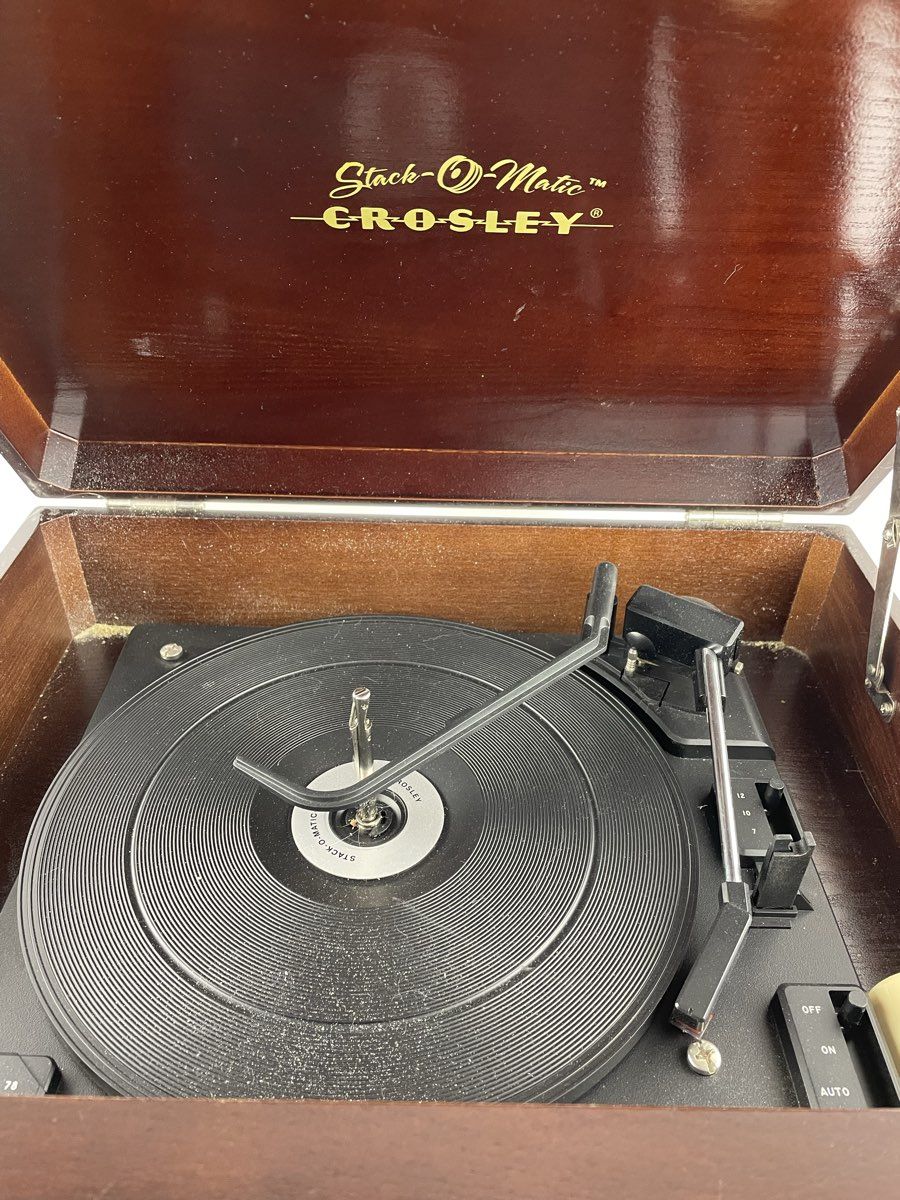 Stack-O-Matic™
CROSLEY®
STACK-O-MATIC
CROSLEY
12
10
7
OFF
ON
AUTO
78